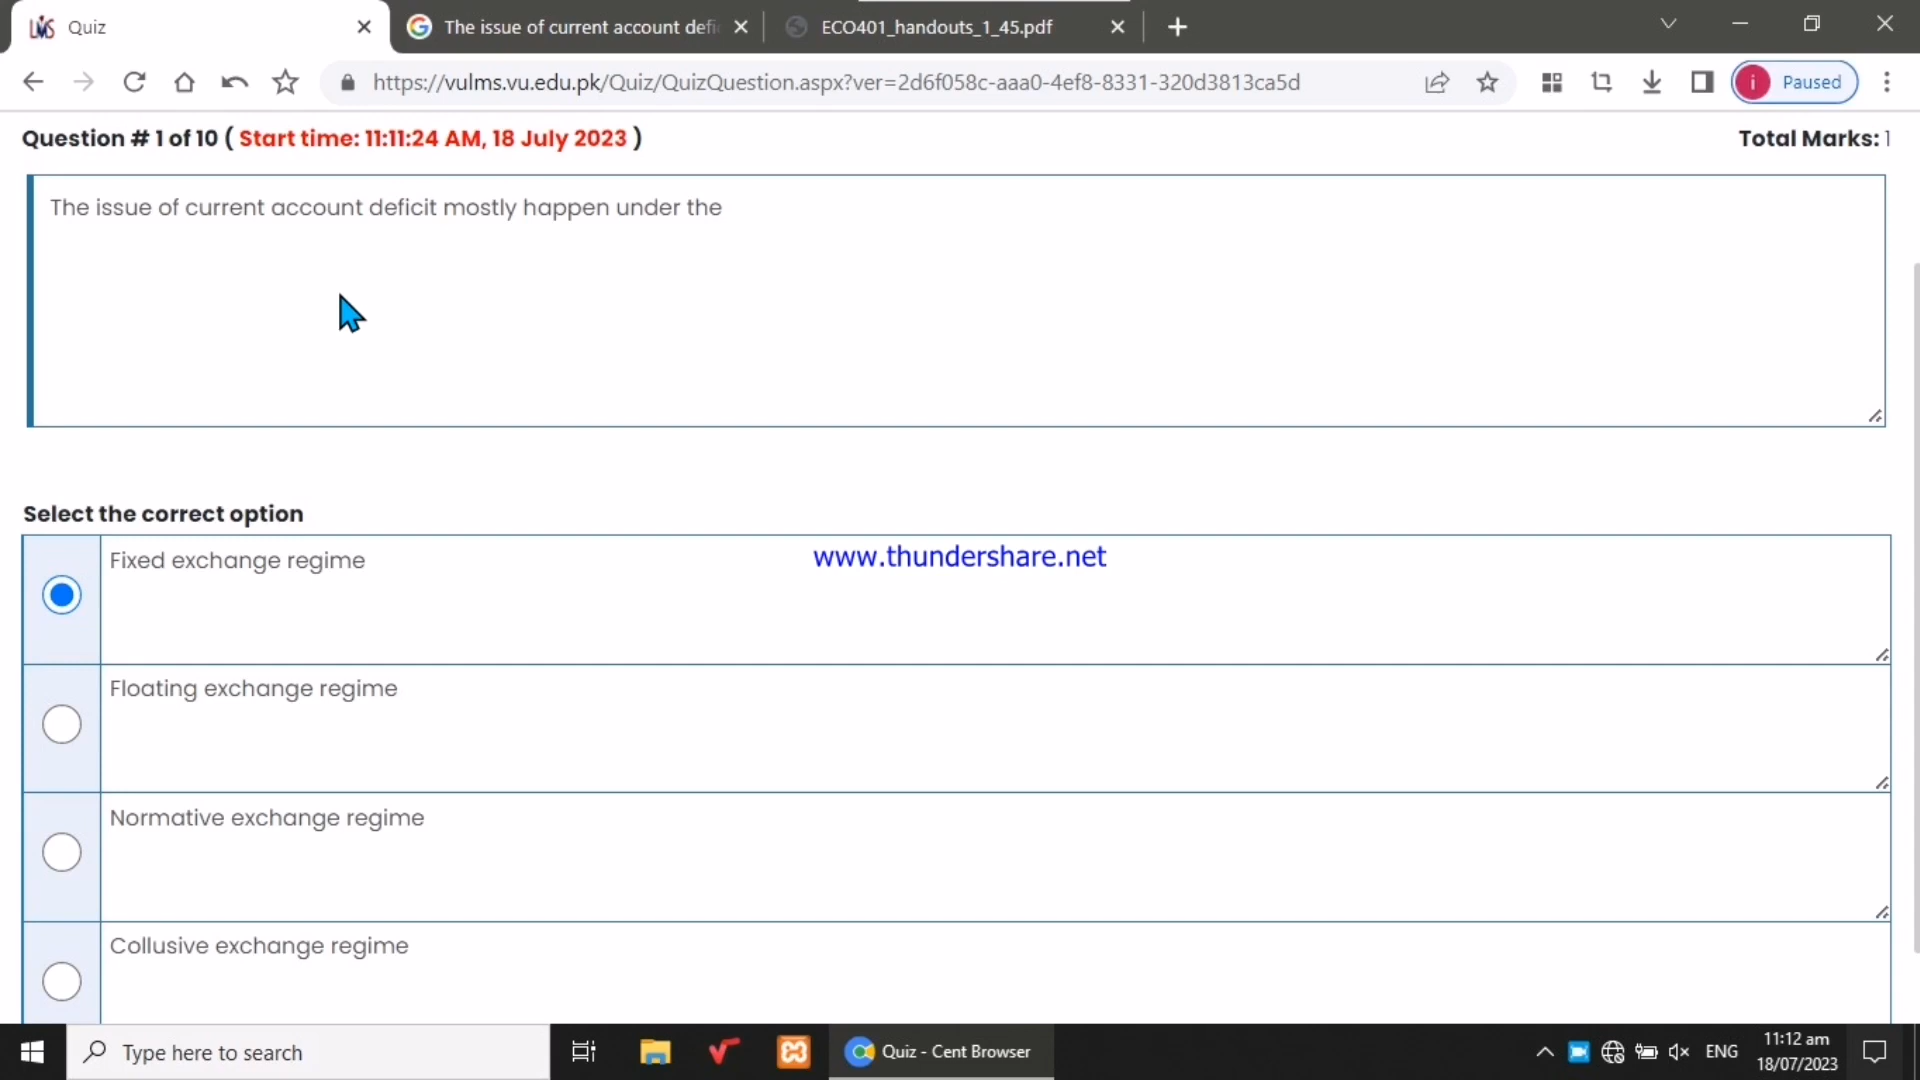 LMS Quiz
The issue of current account defi
ECO401_handouts_1_45.pdf
https://vulms.vu.edu.pk/Quiz/QuizQuestion.aspx?ver=2d6f058c-aaa0-4ef8-8331-320d3813ca5d
i Paused
Question # 1 of 10 ( Start time: 11:11:24 AM, 18 July 2023 )
Total Marks: 1
The issue of current account deficit mostly happen under the
Select the correct option
Fixed exchange regime
www.thundershare.net
Floating exchange regime
Normative exchange regime
Collusive exchange regime
Type here to search
Quiz - Cent Browser
ENG
11:12 am
18/07/2023